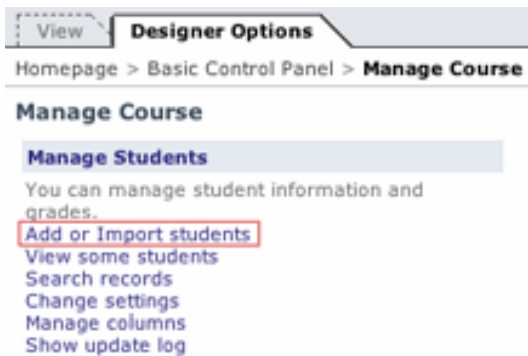 View Designer Options
Homepage > Basic Control Panel > Manage Course
Manage Course
Manage Students
You can manage student information and
grades.
Add or Import students
View some students
Search records
Change settings
Manage columns
Show update log